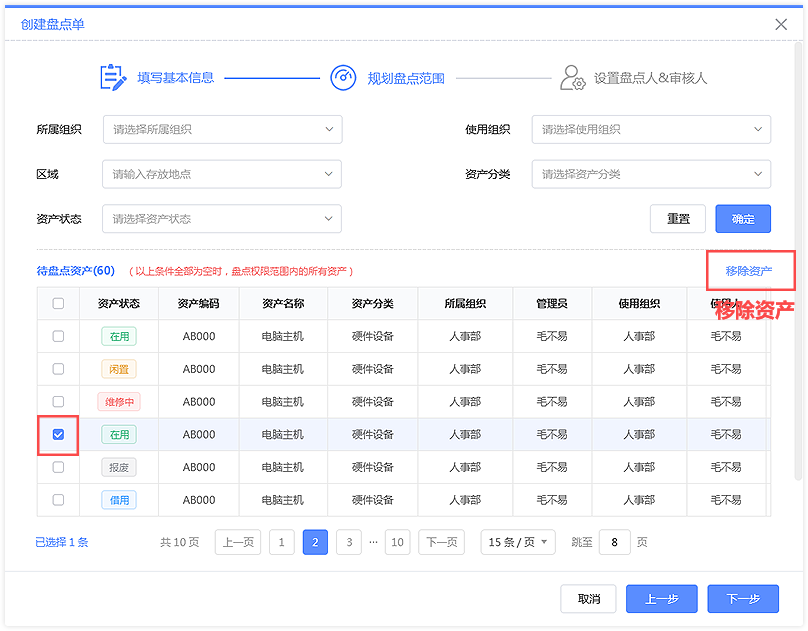 创建盘点单
填写基本信息 规划盘点范围 设置盘点人&审核人
所属组织 请选择所属组织 使用组织 请选择使用组织
区域 请输入存放地点 资产分类 请选择资产分类
资产状态 请选择资产状态 重置 确定
待盘点资产(60) (以上条件全部为空时，盘点权限范围内的所有资产) 移除资产
资产状态 资产编码 资产名称 资产分类 所属组织 管理员 使用组织 使用人
移除资产
在用 AB000 电脑主机 硬件设备 人事部 毛不易 人事部 毛不易
闲置 AB000 电脑主机 硬件设备 人事部 毛不易 人事部 毛不易
维修中 AB000 电脑主机 硬件设备 人事部 毛不易 人事部 毛不易
在用 AB000 电脑主机 硬件设备 人事部 毛不易 人事部 毛不易
报废 AB000 电脑主机 硬件设备 人事部 毛不易 人事部 毛不易
借用 AB000 电脑主机 硬件设备 人事部 毛不易 人事部 毛不易
已选择 1 条 共 10 页 上一页 1 2 3 ··· 10 下一页 15 条 / 页 跳至 8 页
取消 上一步 下一步